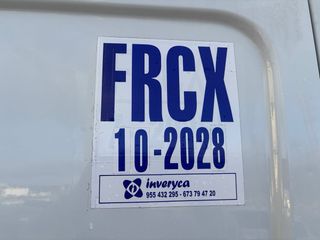 FRCX
10-2028
inveryca
955 432 295 - 673 79 47 20